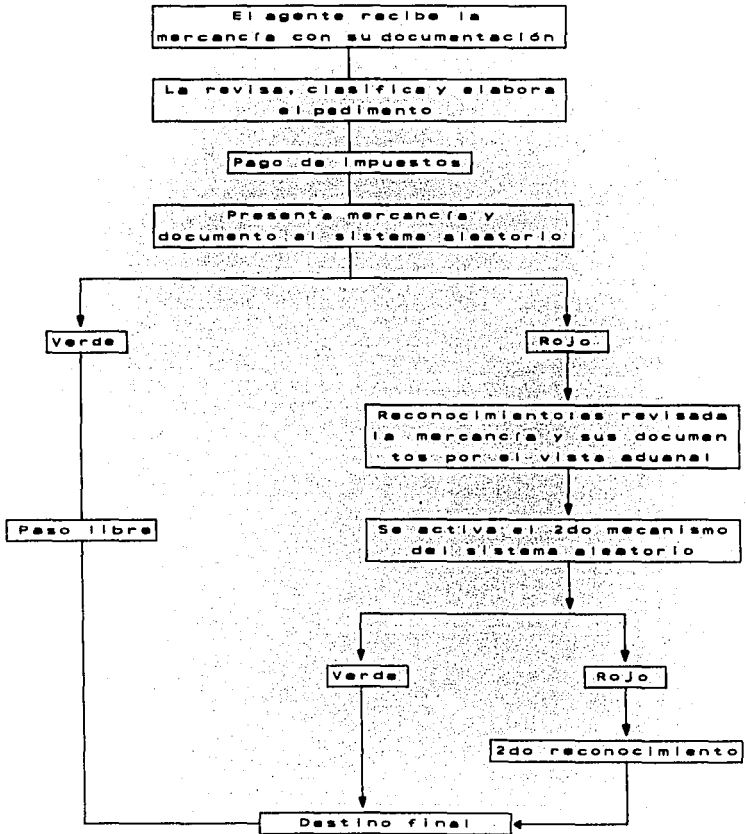 El agente recibe la
mercancía con su documentación
La revisa, clasifica y elabora
el pedimento
Pago de impuestos
Presenta mercancía y
documento al sistema aleatorio
Verde
Rojo
Reconocimiento:es revisada
la mercancía y sus documen
tos por el vista aduanal
Paso libre
Se activa el 2do mecanismo
del sistema aleatorio
Verde
Rojo
2do reconocimiento
Destino final